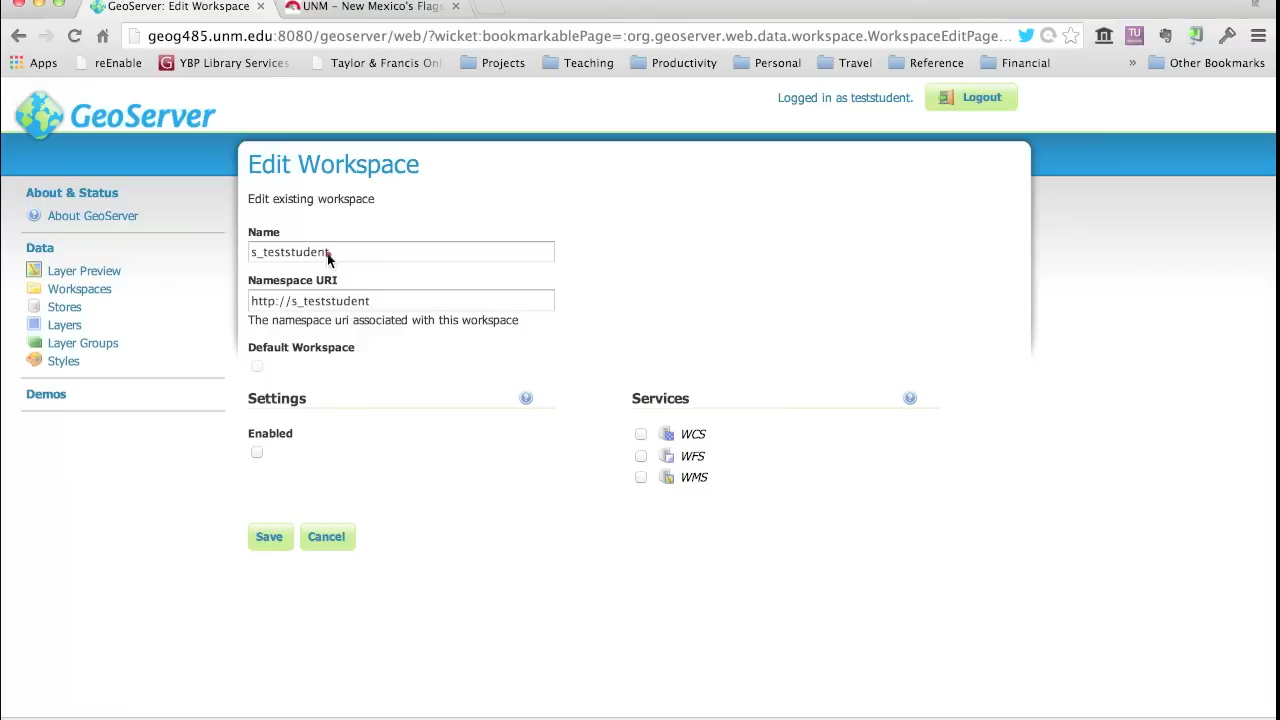 GeoServer: Edit Workspace
UNM – New Mexico's Flags
geog485.unm.edu:8080/geoserver/web/?wicket:bookmarkablePage=:org.geoserver.web.data.workspace.WorkspaceEditPage...
Apps reEnable YBP Library Services Taylor & Francis Onl Projects Teaching Productivity Personal Travel Reference Financial » Other Bookmarks
GeoServer
Logged in as teststudent. Logout
Edit Workspace
Edit existing workspace
Name
s_teststudent
Namespace URI
http://s_teststudent
The namespace uri associated with this workspace
Default Workspace
Settings
Enabled
Services
WCS
WFS
WMS
Save Cancel
About & Status
About GeoServer
Data
Layer Preview
Workspaces
Stores
Layers
Layer Groups
Styles
Demos